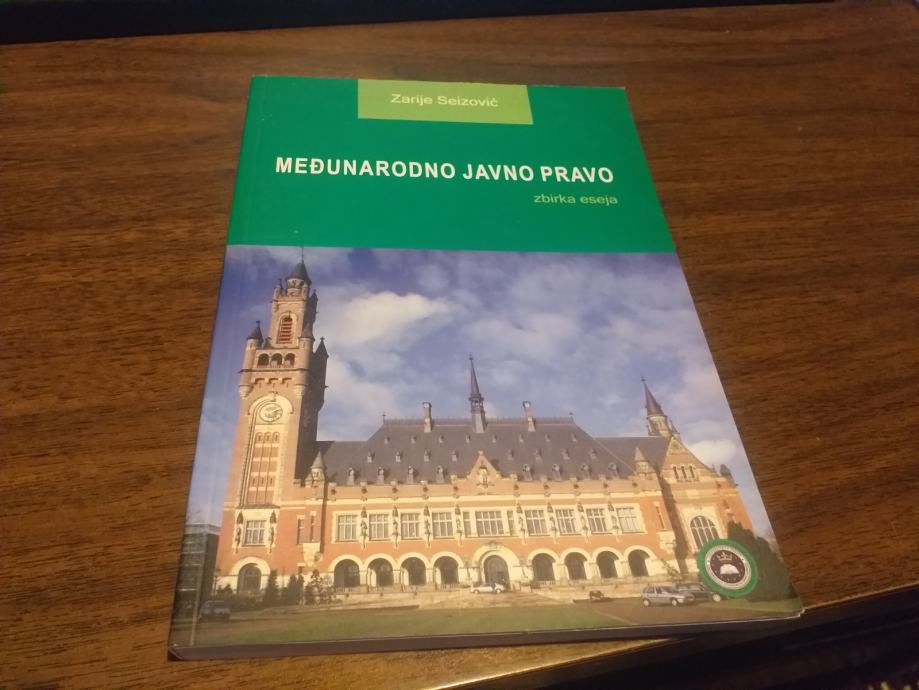 Zarije Seizović
MEĐUNARODNO JAVNO PRAVO
zbirka eseja